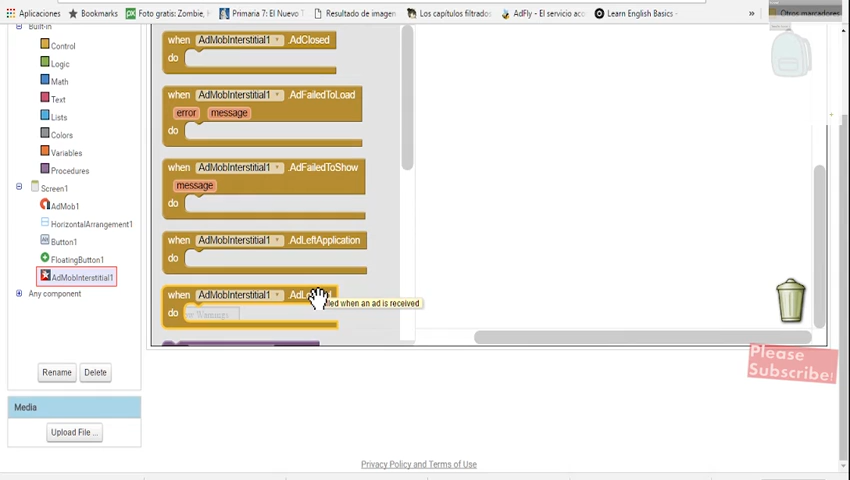 Aplicaciones Bookmarks Foto gratis: Zombie, Primaria 7: El Nuevo Resultado de imagen Los capítulos filtrados AdFly - El servicio aco Learn English Basics - » Otros marcadores
Built-in
Control
Logic
Math
Text
Lists
Colors
Variables
Procedures
Screen1
AdMob1
HorizontalArrangement1
Button1
FloatingButton1
AdMobInterstitial1
Any component
Rename Delete
Media
Upload File ...
when AdMobInterstitial1 .AdClosed
do
when AdMobInterstitial1 .AdFailedToLoad
error message
do
when AdMobInterstitial1 .AdFailedToShow
message
do
when AdMobInterstitial1 .AdLeftApplication
do
when AdMobInterstitial1
when an ad is received
do Warnings
Please
Subscribe!
Privacy Policy and Terms of Use